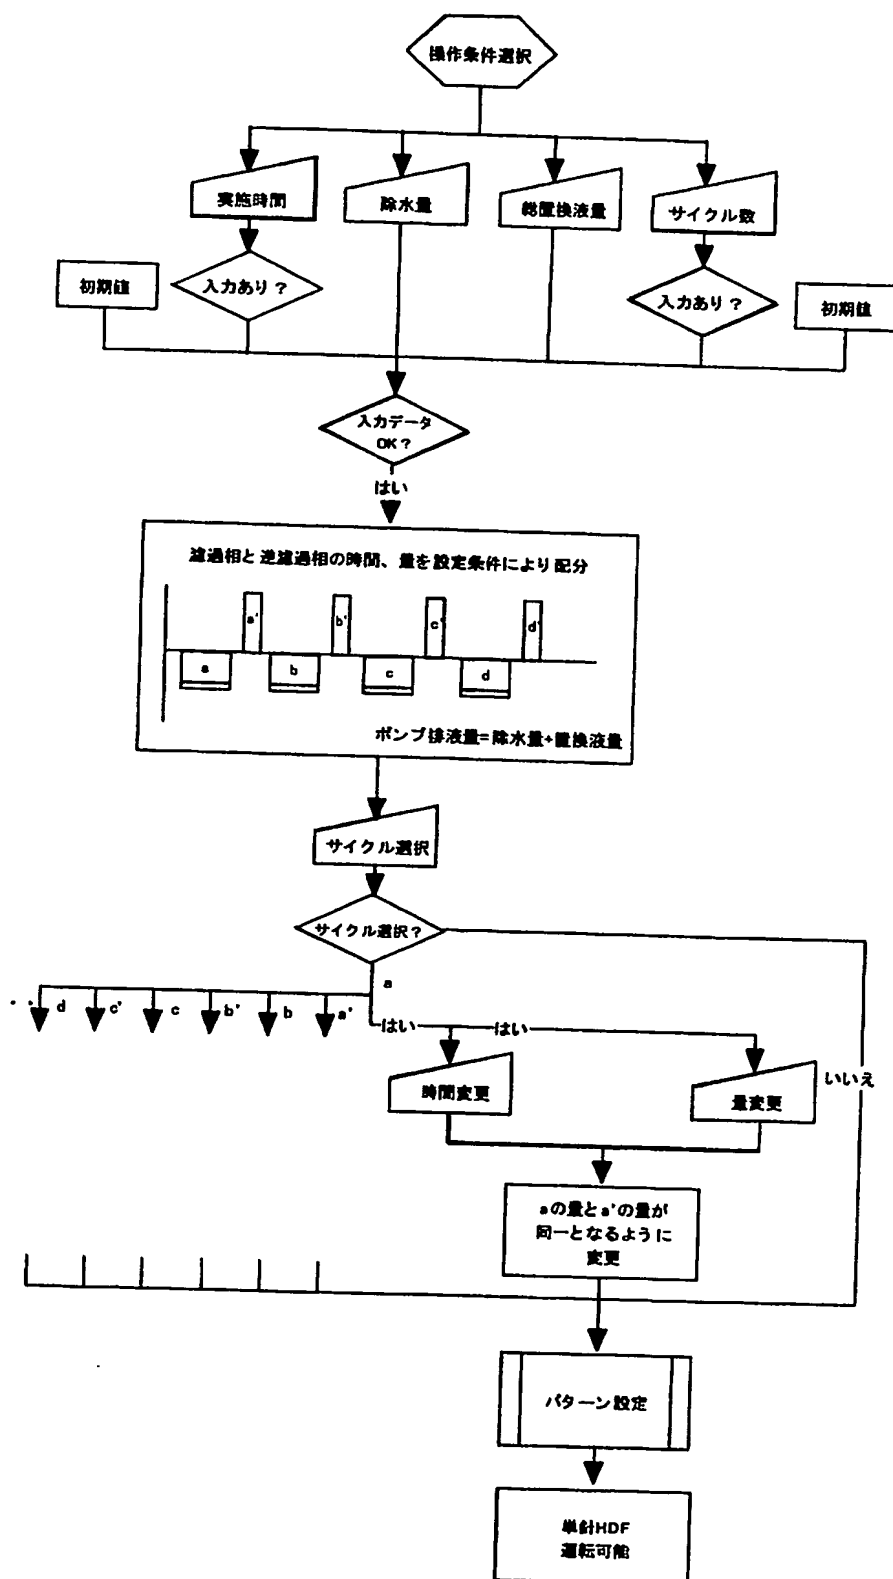 操作条件選択
実施時間
除水量
総置換液量
サイクル数
初期値
入力あり？
入力あり？
初期値
入力データ
OK？
はい
濾過相と逆濾過相の時間、量を設定条件により配分
a'
b'
c'
d'
a
b
c
d
ポンプ排液量=除水量+置換液量
サイクル選択
サイクル選択？
a
d
c'
c
b'
b
a'
はい
はい
時間変更
量変更
いいえ
aの量とa'の量が
同一となるように
変更
パターン設定
単針HDF
運転可能